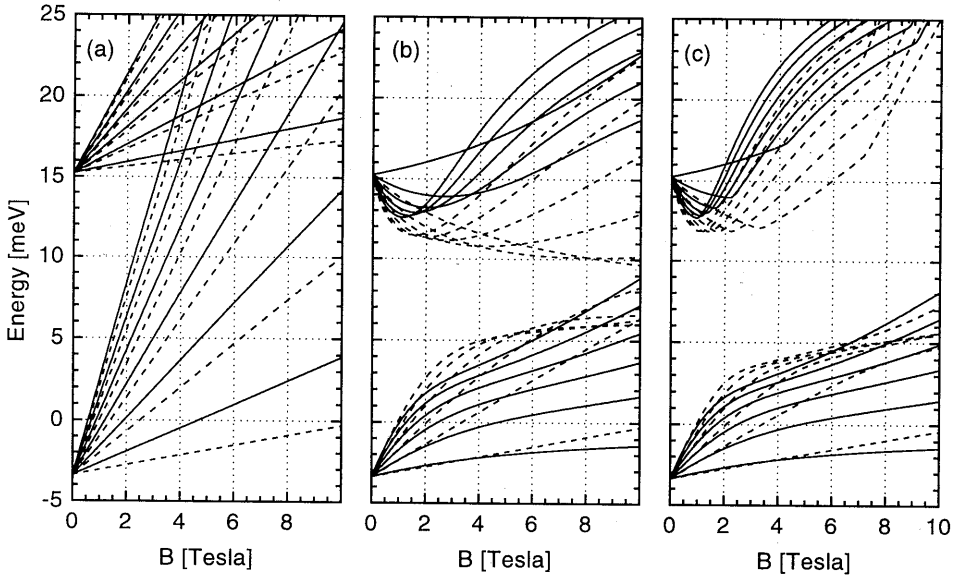 (a)
(b)
(c)
25
20
15
10
5
0
-5
Energy [meV]
0 2 4 6 8
0 2 4 6 8
0 2 4 6 8 10
B [Tesla]
B [Tesla]
B [Tesla]